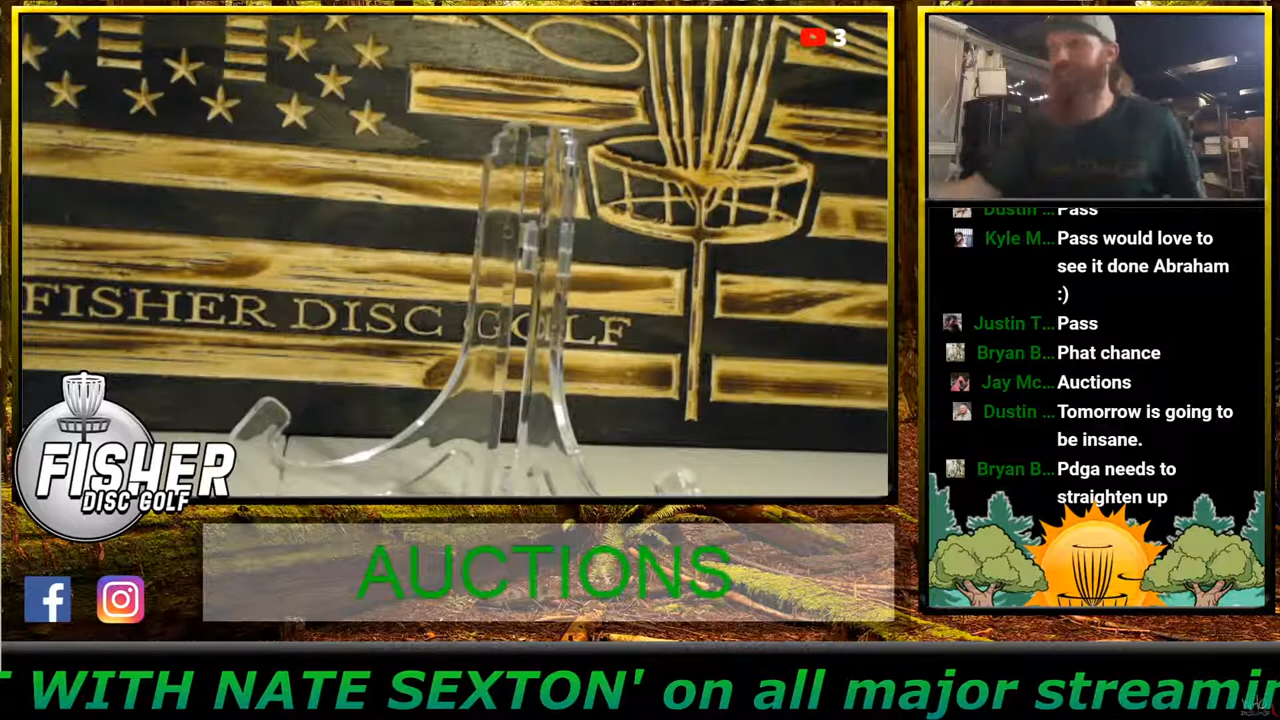 3
FISHER DISC GOLF
Dustin ... Pass
Kyle M... Pass would love to
see it done Abraham
:)
Justin T... Pass
Bryan B... Phat chance
Jay Mc... Auctions
Dustin ... Tomorrow is going to
be insane.
Bryan B... Pdga needs to
straighten up
FISHER
DISC GOLF
AUCTIONS
WITH NATE SEXTON' on all major